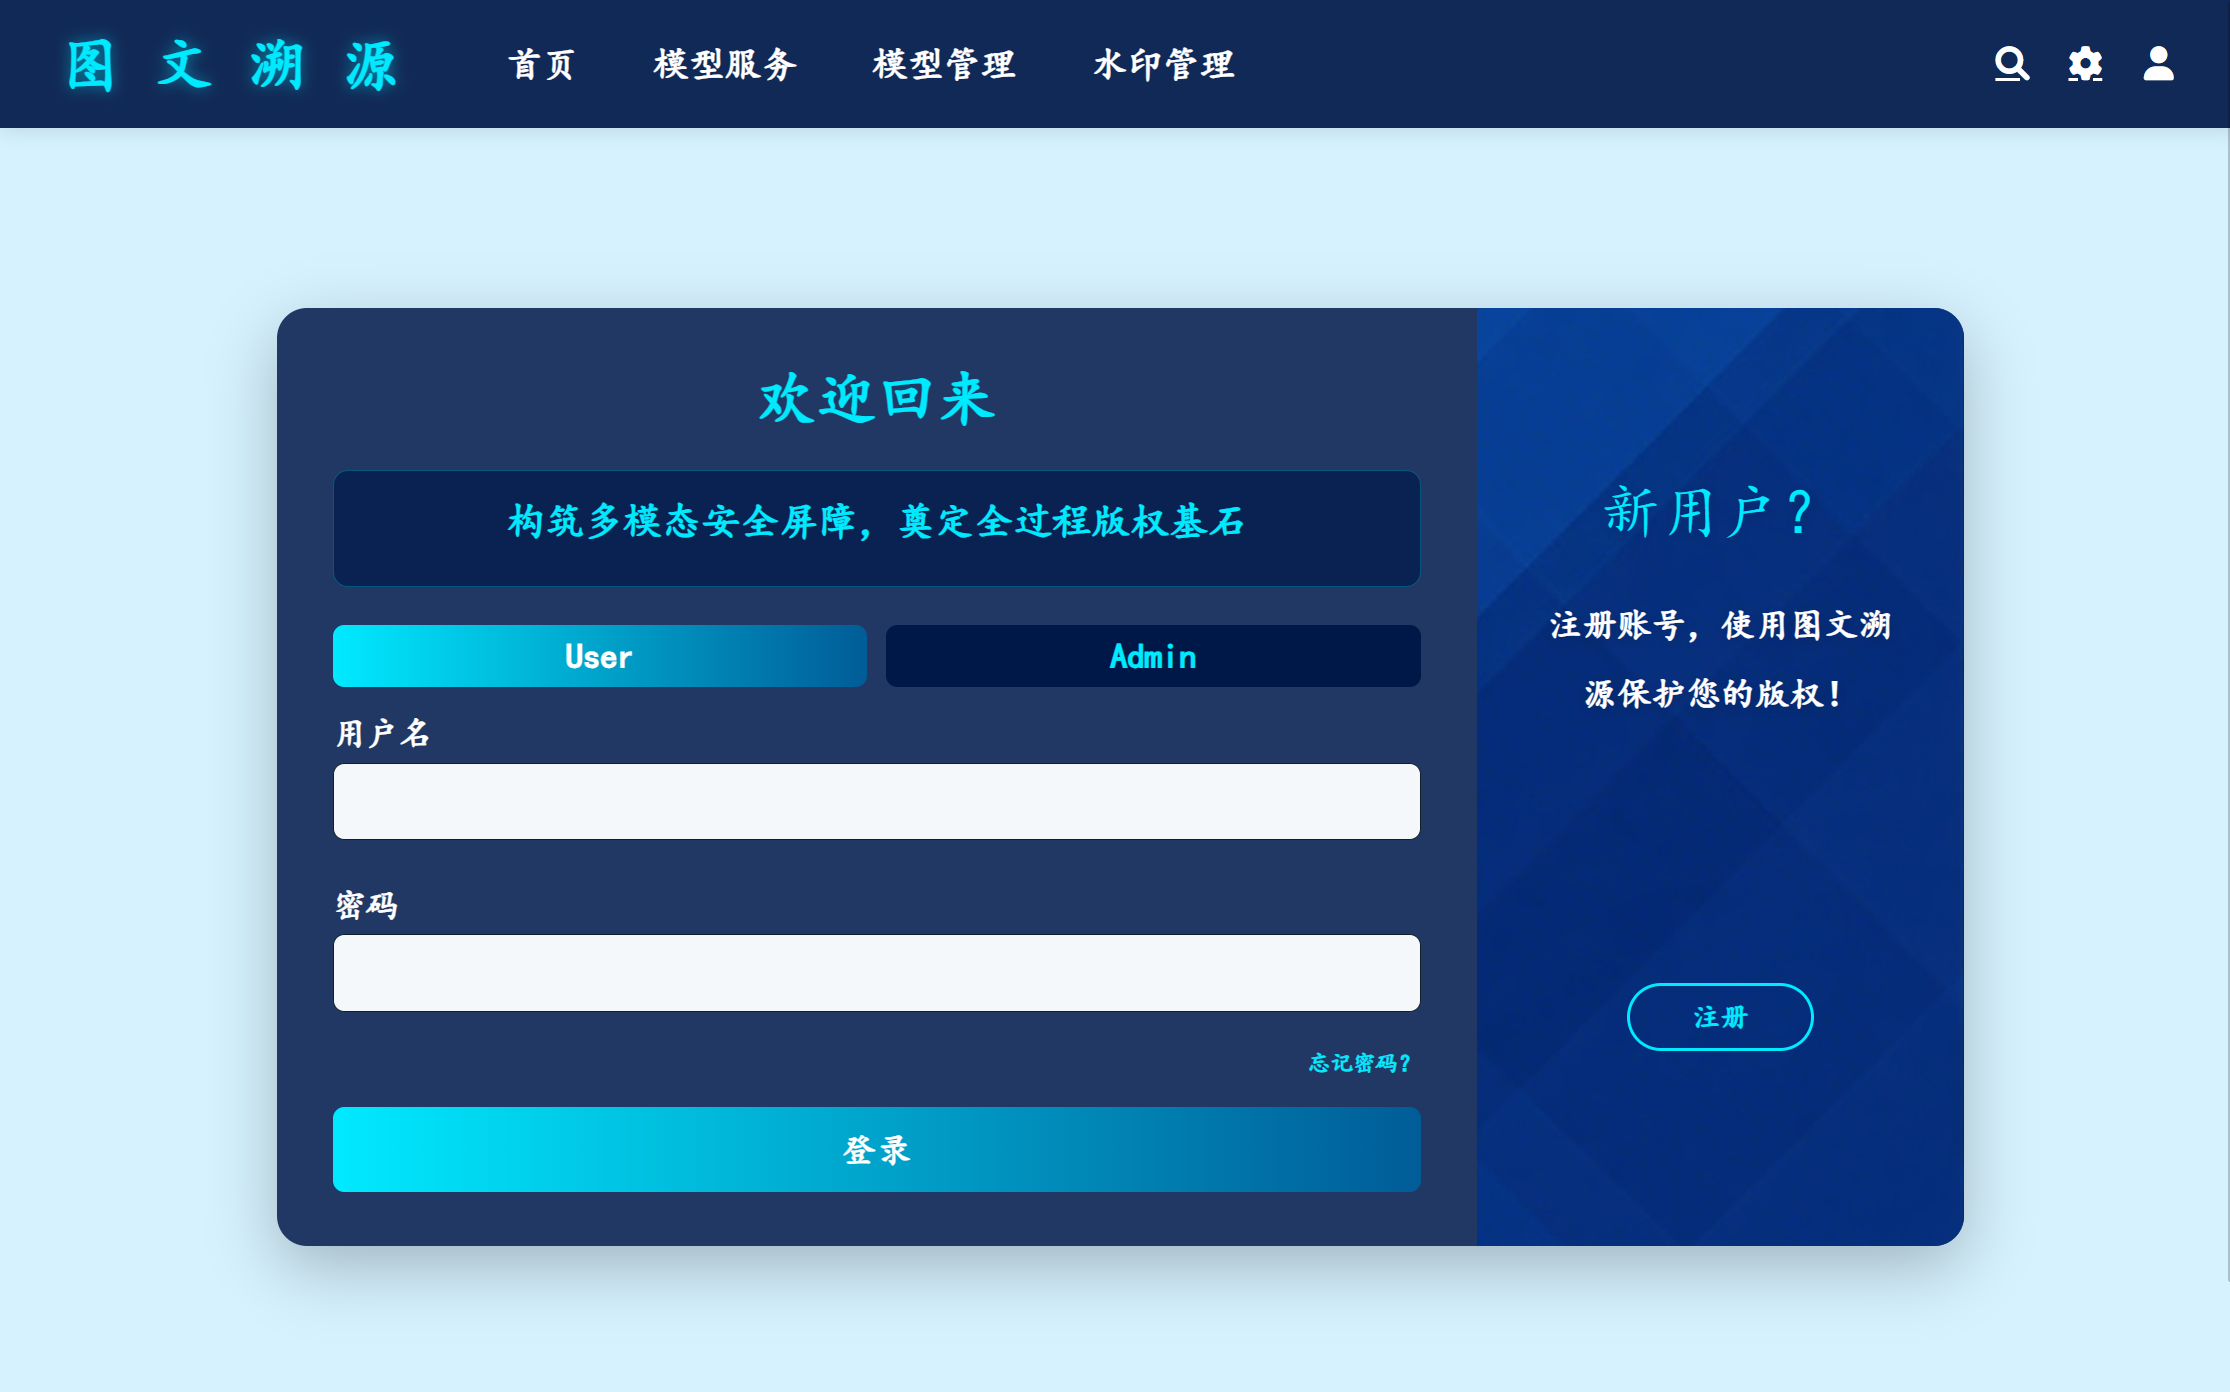 图文溯源 首页 模型服务 模型管理 水印管理
欢迎回来
构筑多模态安全屏障，奠定全过程版权基石
User Admin
用户名
密码
忘记密码？
登录
新用户？
注册账号，使用图文溯
源保护您的版权！
注册